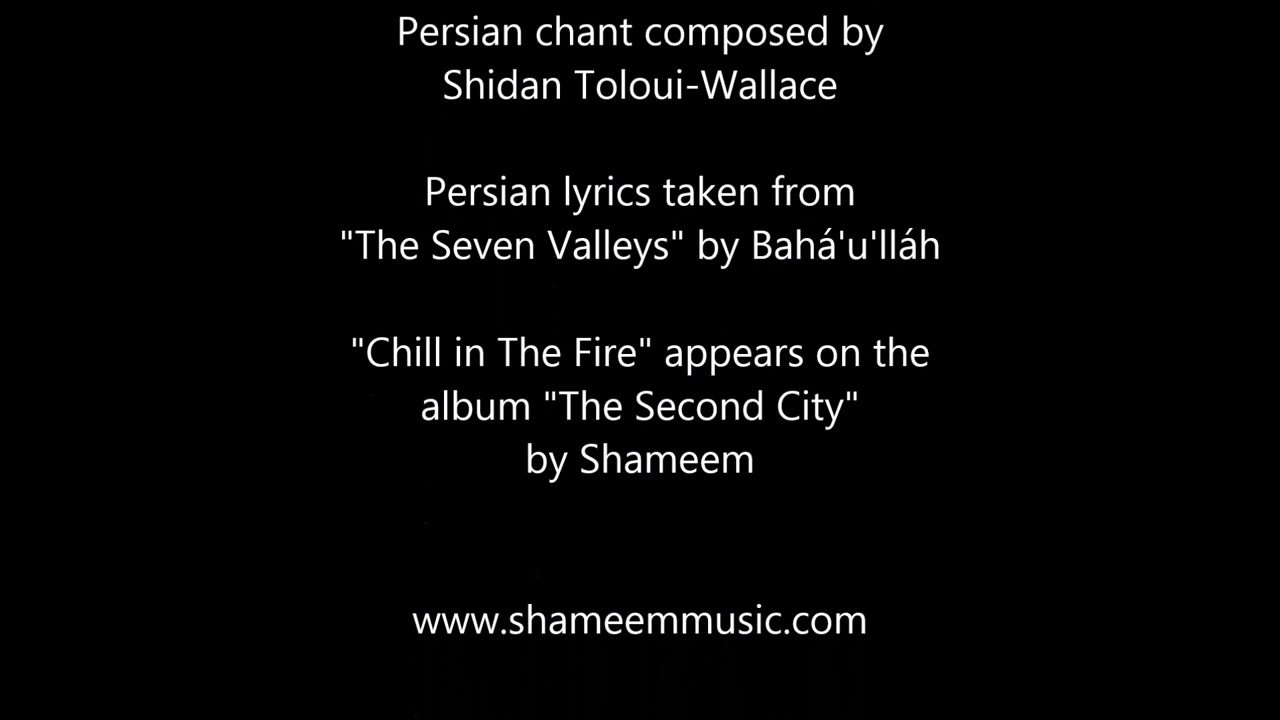 Persian chant composed by
Shidan Toloui-Wallace
Persian lyrics taken from
"The Seven Valleys" by Bahá'u'lláh
"Chill in The Fire" appears on the
album "The Second City"
by Shameem
www.shameemmusic.com